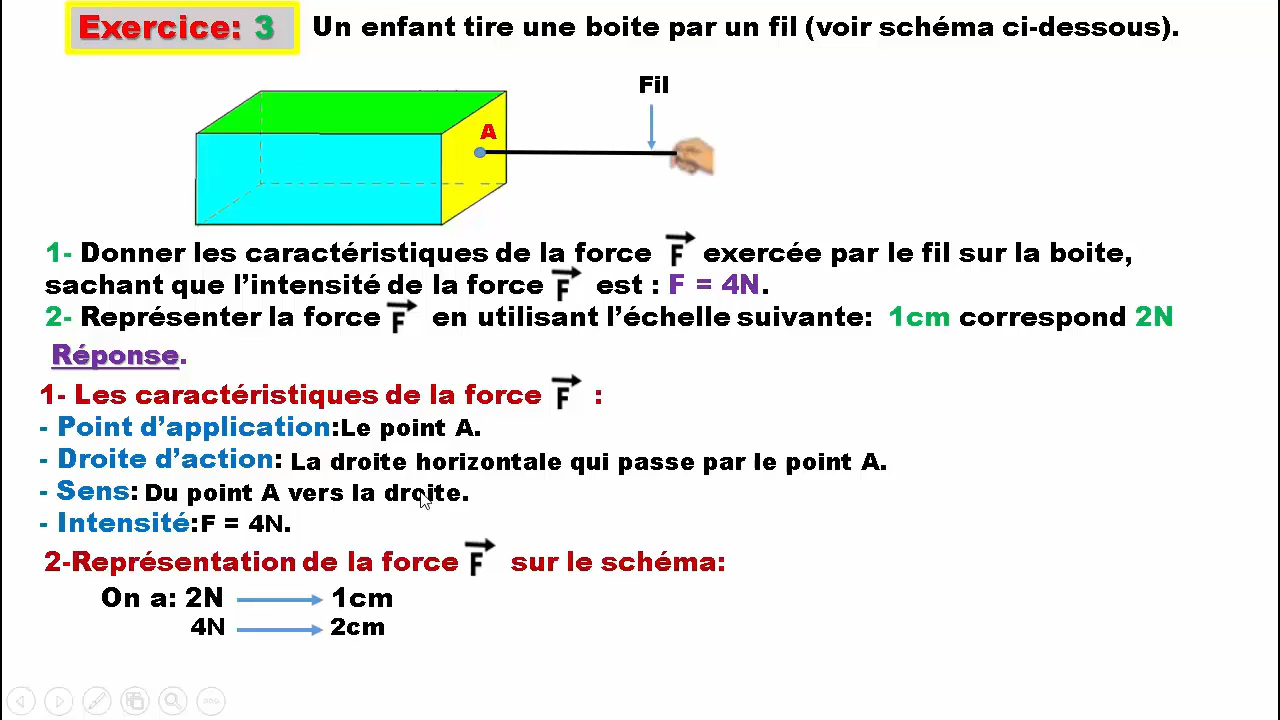 Exercice: 3 Un enfant tire une boite par un fil (voir schéma ci-dessous).
Fil
A
1- Donner les caractéristiques de la force F exercée par le fil sur la boite,
sachant que l’intensité de la force F est : F = 4N.
2- Représenter la force F en utilisant l’échelle suivante: 1cm correspond 2N
Réponse.
1- Les caractéristiques de la force F :
- Point d’application:Le point A.
- Droite d’action: La droite horizontale qui passe par le point A.
- Sens: Du point A vers la droite.
- Intensité:F = 4N.
2-Représentation de la force F sur le schéma:
On a: 2N 1cm
4N 2cm